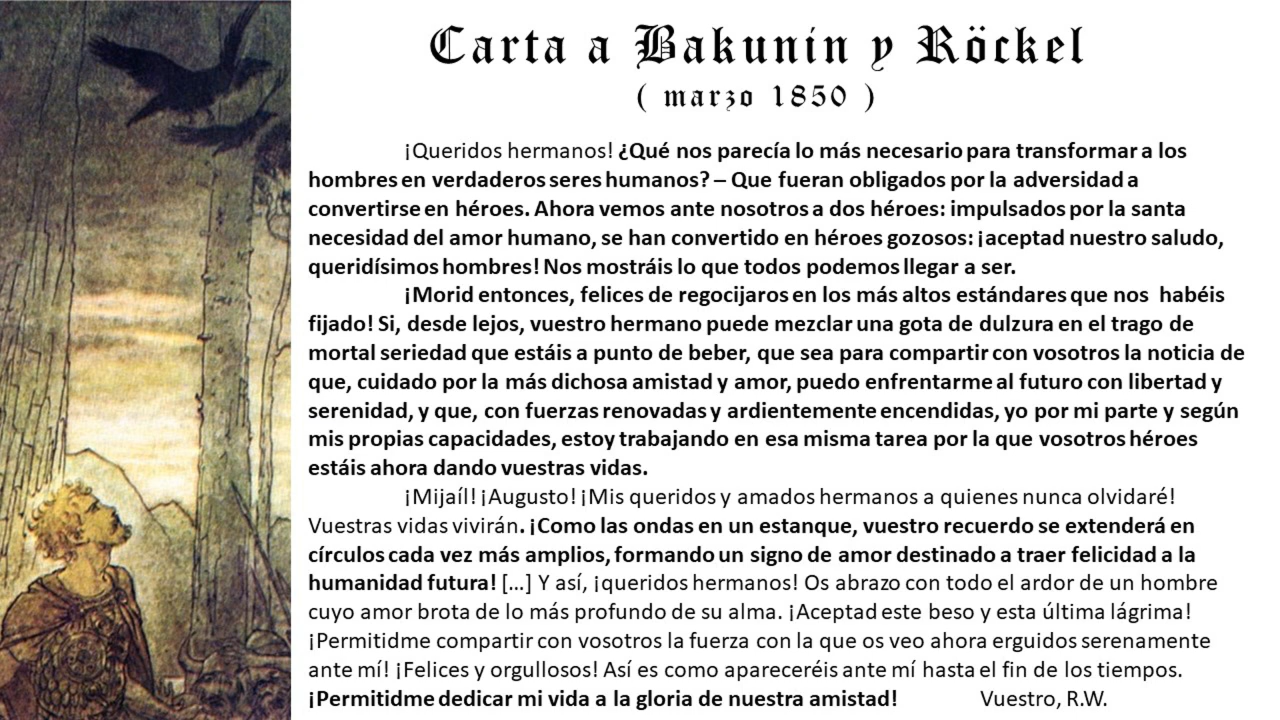 Carta a Bakunin y Röckel
( marzo 1850 )
¡Queridos hermanos! ¿Qué nos parecía lo más necesario para transformar a los
hombres en verdaderos seres humanos? – Que fueran obligados por la adversidad a
convertirse en héroes. Ahora vemos ante nosotros a dos héroes: impulsados por la santa
necesidad del amor humano, se han convertido en héroes gozosos: ¡aceptad nuestro saludo,
queridísimos hombres! Nos mostráis lo que todos podemos llegar a ser.
¡Morid entonces, felices de regocijaros en los más altos estándares que nos habéis
fijado! Si, desde lejos, vuestro hermano puede mezclar una gota de dulzura en el trago de
mortal seriedad que estáis a punto de beber, que sea para compartir con vosotros la noticia de
que, cuidado por la más dichosa amistad y amor, puedo enfrentarme al futuro con libertad y
serenidad, y que, con fuerzas renovadas y ardientemente encendidas, yo por mi parte y según
mis propias capacidades, estoy trabajando en esa misma tarea por la que vosotros héroes
estáis ahora dando vuestras vidas.
¡Mijaíl! ¡Augusto! ¡Mis queridos y amados hermanos a quienes nunca olvidaré!
Vuestras vidas vivirán. ¡Como las ondas en un estanque, vuestro recuerdo se extenderá en
círculos cada vez más amplios, formando un signo de amor destinado a traer felicidad a la
humanidad futura! [...] Y así, ¡queridos hermanos! Os abrazo con todo el ardor de un hombre
cuyo amor brota de lo más profundo de su alma. ¡Aceptad este beso y esta última lágrima!
¡Permitidme compartir con vosotros la fuerza con la que os veo ahora erguidos serenamente
ante mí! ¡Felices y orgullosos! Así es como apareceréis ante mí hasta el fin de los tiempos.
¡Permitidme dedicar mi vida a la gloria de nuestra amistad! Vuestro, R.W.